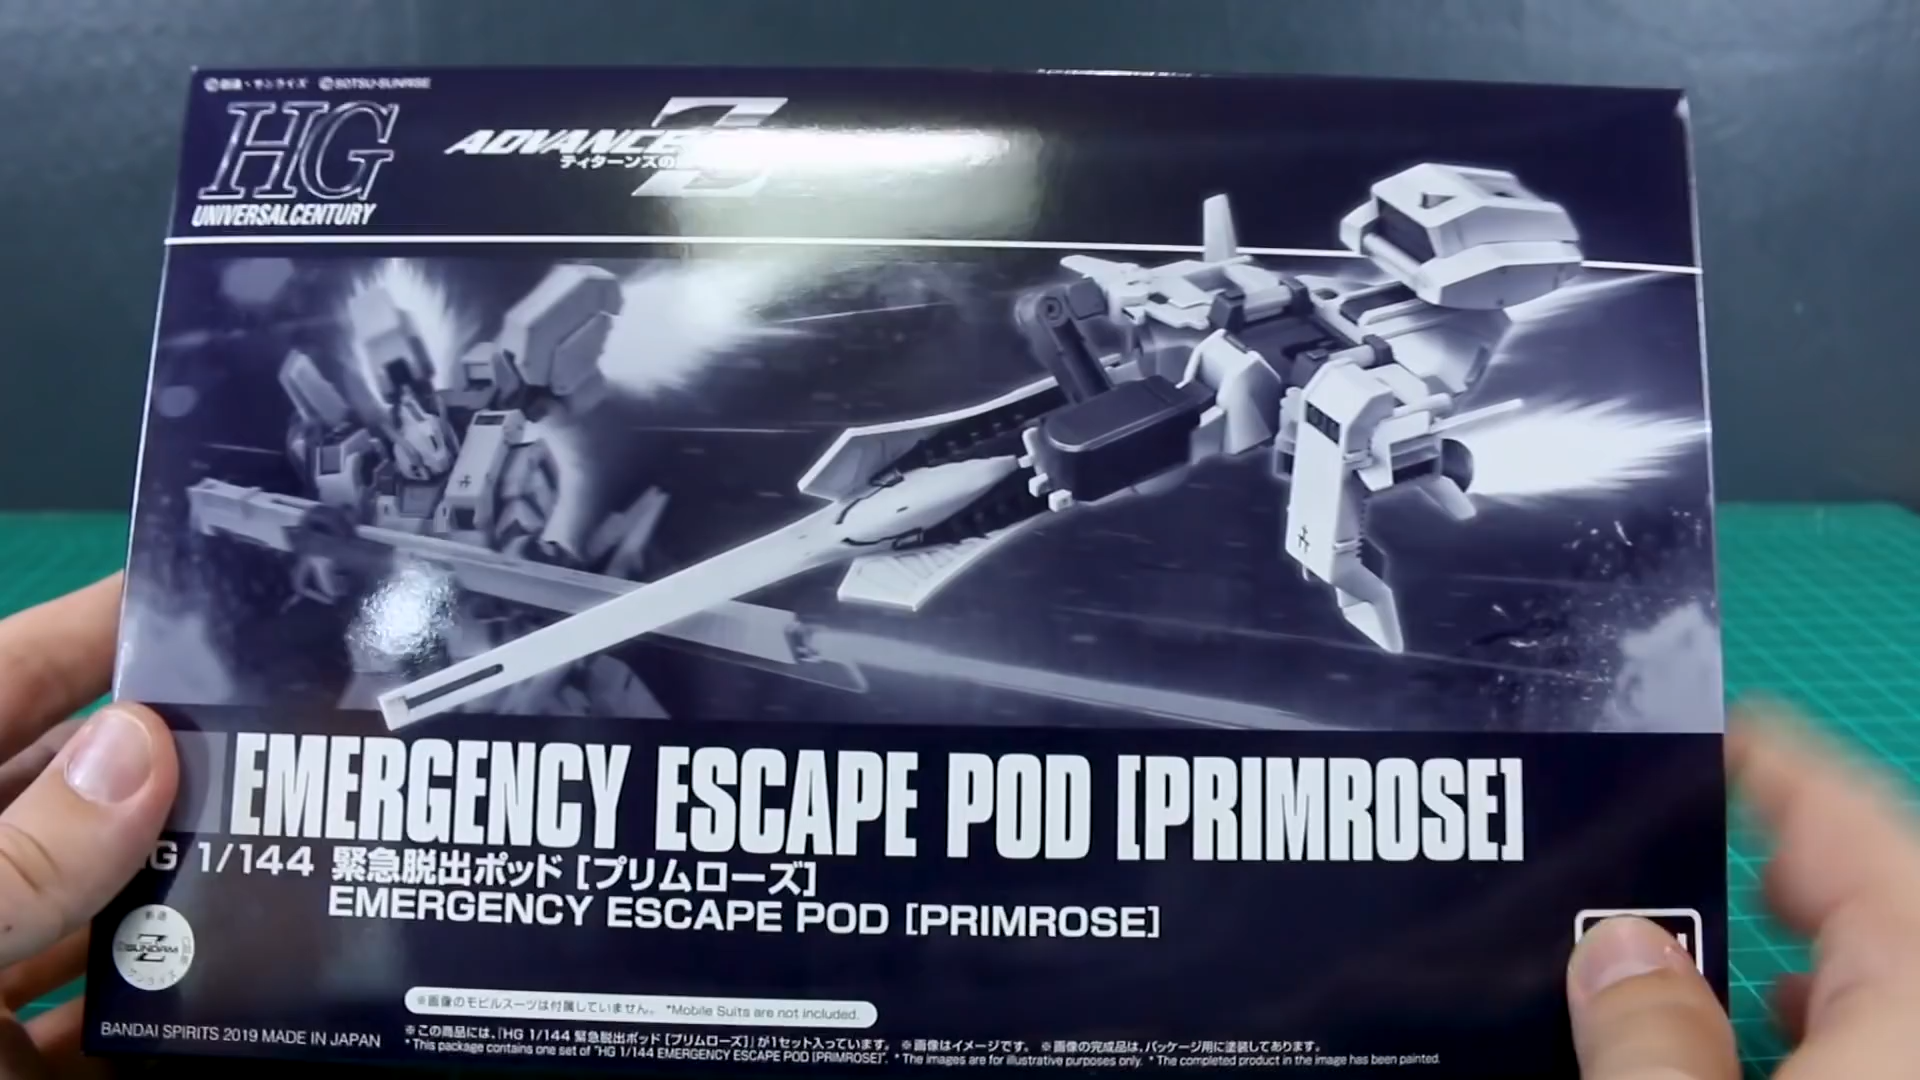 ©創通・サンライズ ©SOTSU・SUNRISE
HG
UNIVERSAL CENTURY
ADVANCE
Z
ティターンズの
EMERGENCY ESCAPE POD [PRIMROSE]
G 1/144 緊急脱出ポッド [プリムローズ]
EMERGENCY ESCAPE POD [PRIMROSE]
創通
GUNDAM
Z
サンライズ
※画像のモビルスーツは付属していません。 *Mobile Suits are not included.
BANDAI SPIRITS 2019 MADE IN JAPAN
※この商品には、「HG 1/144 緊急脱出ポッド [プリムローズ]」が1セット入っています。 ※画像はイメージです。 ※画像の完成品は、パッケージ用に塗装してあります。
*This package contains one set of "HG 1/144 EMERGENCY ESCAPE POD [PRIMROSE]". *The images are for illustrative purposes only. *The completed product in the image has been painted.